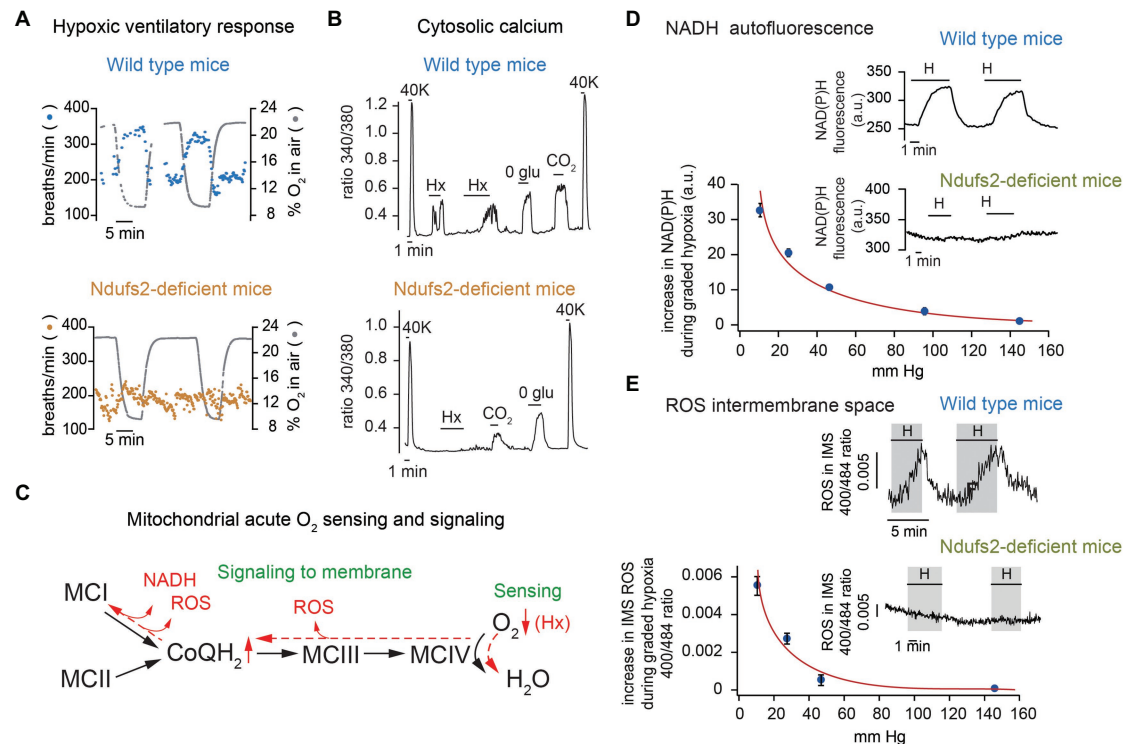 A
Hypoxic ventilatory response
Wild type mice
breaths/min (●)
400
300
200
100
24
20
16
12
8
% O2 in air (●)
5 min
Ndufs2-deficient mice
breaths/min (●)
400
300
200
100
24
20
16
12
8
% O2 in air (●)
5 min
B
Cytosolic calcium
Wild type mice
ratio 340/380
1.2
1.0
0.8
0.6
0.4
40K
Hx
Hx
0 glu
CO2
40K
1 min
Ndufs2-deficient mice
ratio 340/380
1.0
0.8
0.6
0.4
40K
Hx
CO2
0 glu
40K
1 min
C
Mitochondrial acute O2 sensing and signaling
MCI
NADH
ROS
Signaling to membrane
ROS
Sensing
O2
(Hx)
CoQH2
MCIII
MCIV
MCII
H2O
D
NADH autofluorescence
Wild type mice
NAD(P)H
fluorescence
(a.u.)
350
300
250
H
H
1 min
Ndufs2-deficient mice
NAD(P)H
fluorescence
(a.u.)
400
350
300
H
H
1 min
increase in NAD(P)H
during graded hypoxia (a.u.)
40
30
20
10
0
0 20 40 60 80 100 120 140 160
mm Hg
E
ROS intermembrane space
Wild type mice
ROS in IMS
400/484 ratio
0.005
H
H
5 min
Ndufs2-deficient mice
ROS in IMS
400/484 ratio
0.005
H
H
1 min
increase in IMS ROS
during graded hypoxia
400/484 ratio
0.006
0.004
0.002
0
0 20 40 60 80 100 120 140 160
mm Hg